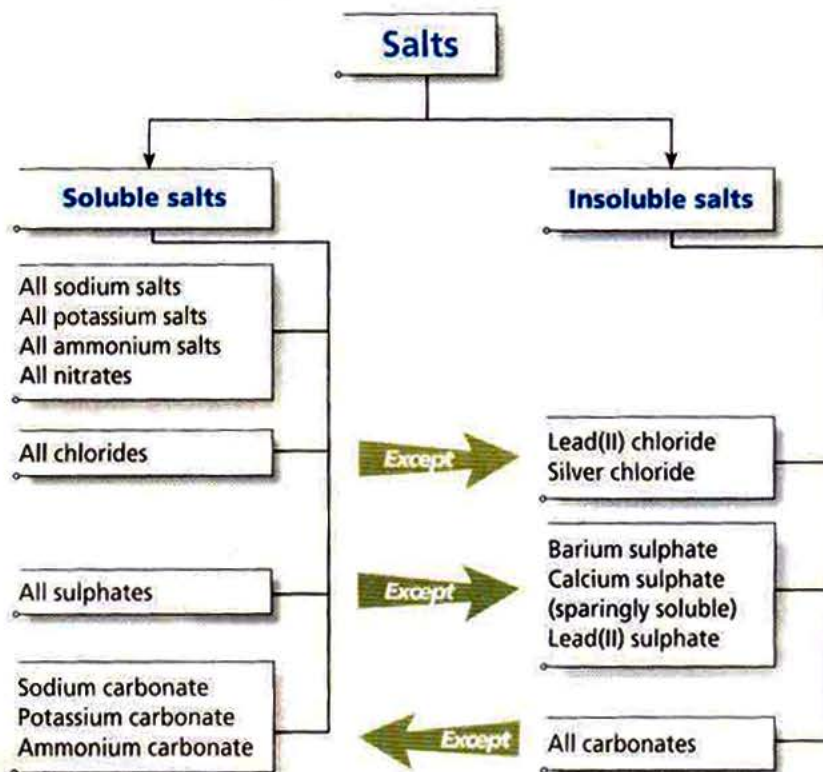 Salts
Soluble salts
Insoluble salts
All sodium salts
All potassium salts
All ammonium salts
All nitrates
All chlorides
Except
Lead(II) chloride
Silver chloride
All sulphates
Except
Barium sulphate
Calcium sulphate
(sparingly soluble)
Lead(II) sulphate
Sodium carbonate
Potassium carbonate
Ammonium carbonate
Except
All carbonates